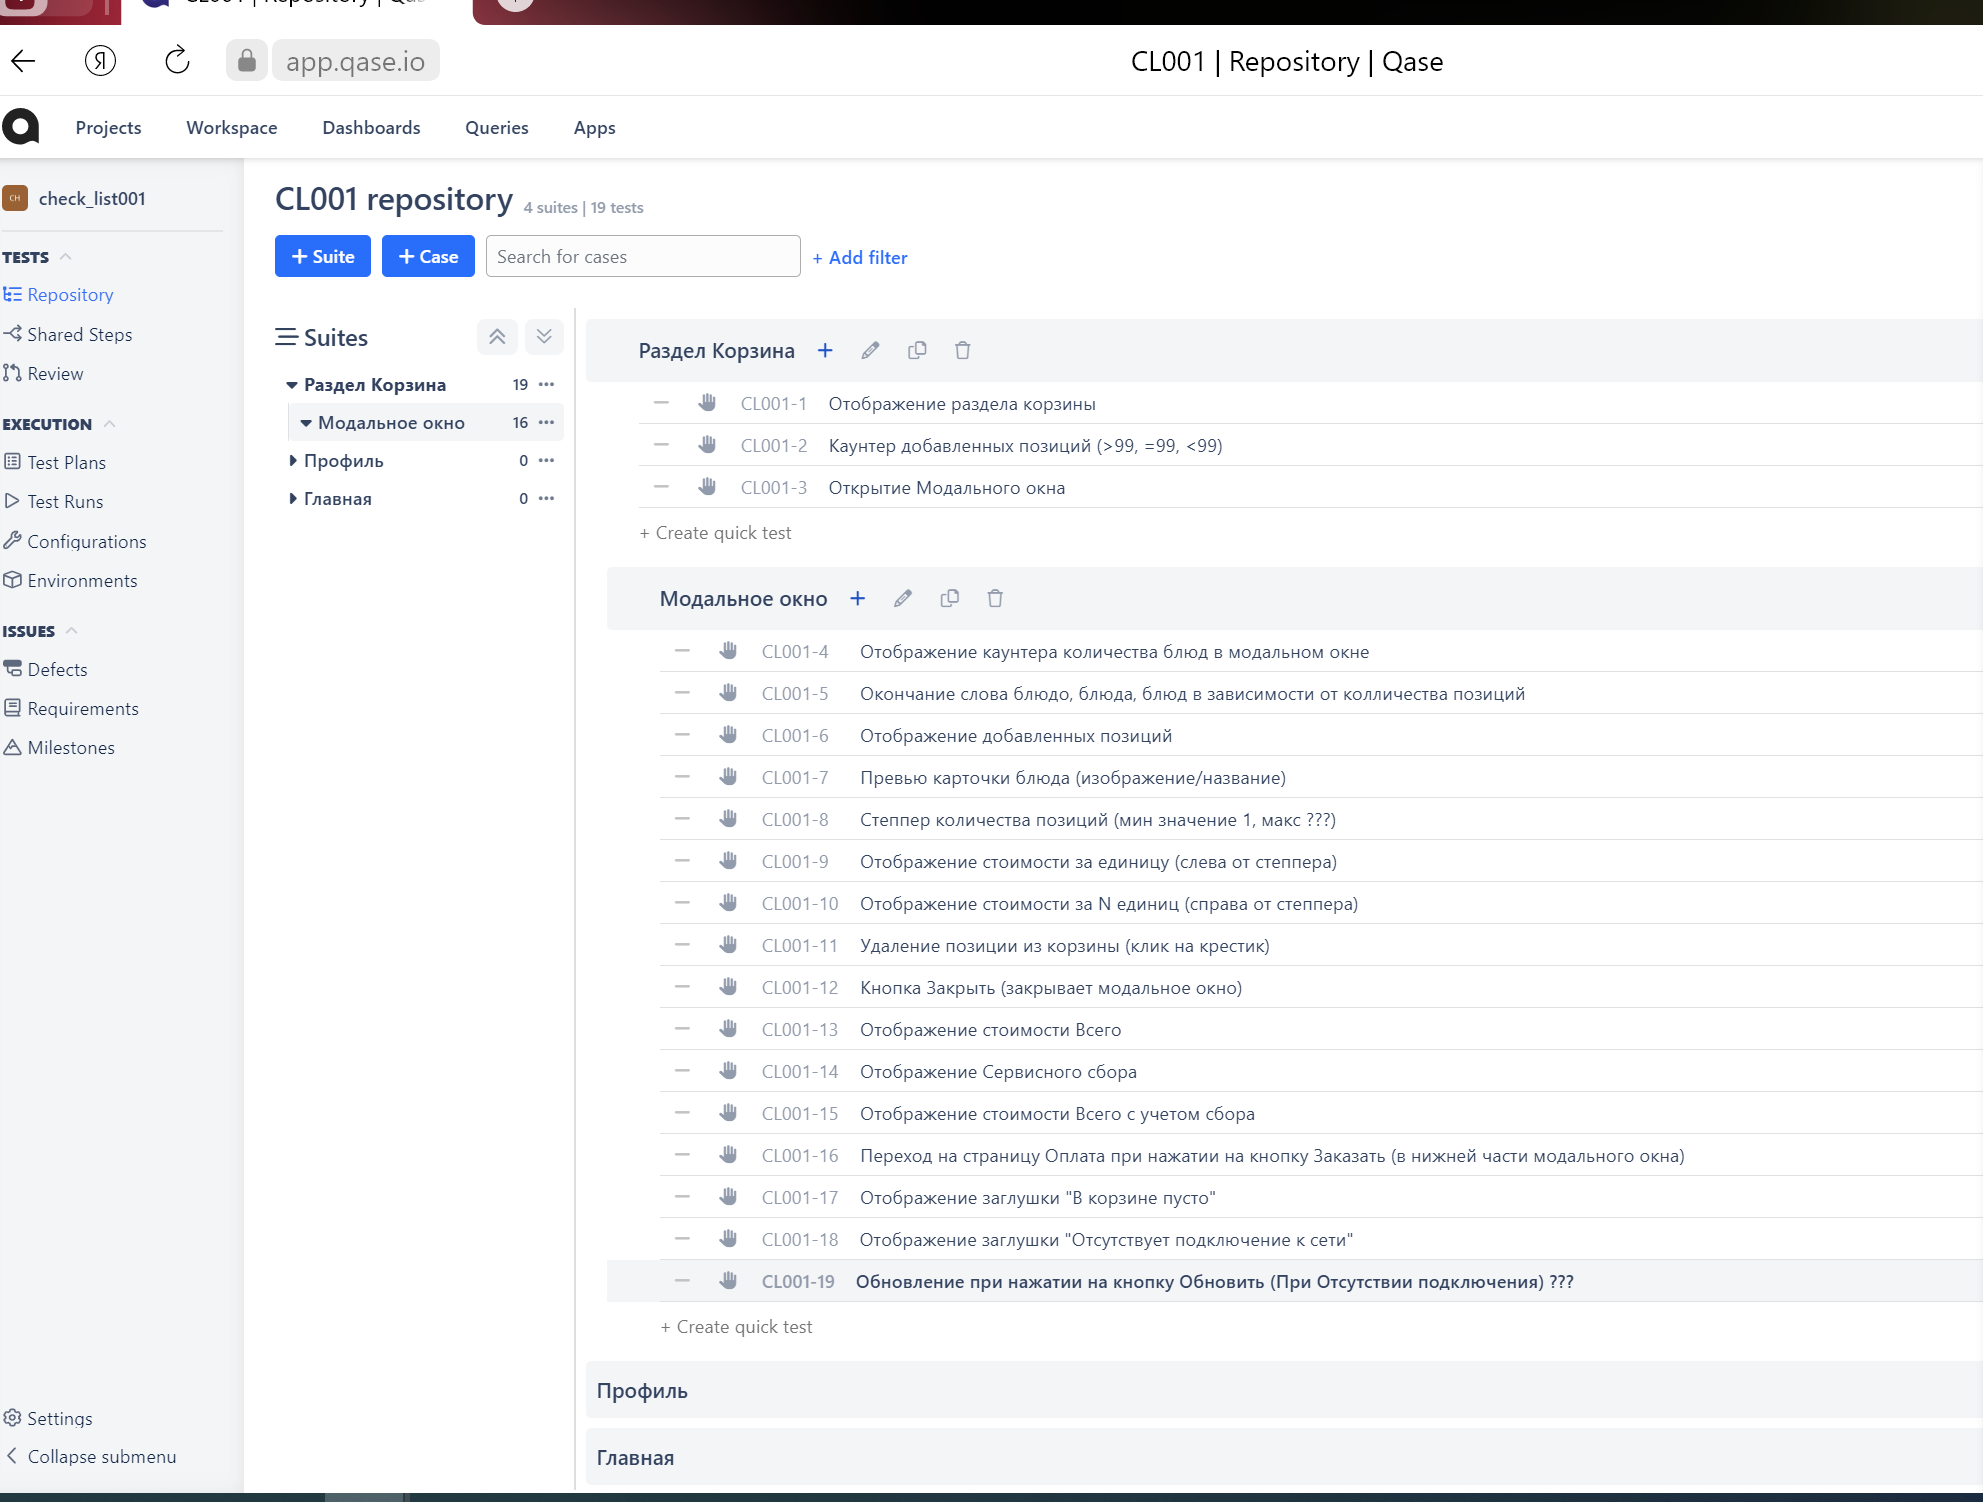 app.qase.io
CL001 | Repository | Qase
Projects
Workspace
Dashboards
Queries
Apps
CH
check_list001
TESTS
Repository
Shared Steps
Review
EXECUTION
Test Plans
Test Runs
Configurations
Environments
ISSUES
Defects
Requirements
Milestones
Settings
Collapse submenu
CL001 repository 4 suites | 19 tests
+ Suite
+ Case
Search for cases
+ Add filter
Suites
Раздел Корзина 19
Модальное окно 16
Профиль 0
Главная 0
Раздел Корзина
CL001-1 Отображение раздела корзины
CL001-2 Каунтер добавленных позиций (>99, =99, <99)
CL001-3 Открытие Модального окна
+ Create quick test
Модальное окно
CL001-4 Отображение каунтера количества блюд в модальном окне
CL001-5 Окончание слова блюдо, блюда, блюд в зависимости от колличества позиций
CL001-6 Отображение добавленных позиций
CL001-7 Превью карточки блюда (изображение/название)
CL001-8 Степпер количества позиций (мин значение 1, макс ???)
CL001-9 Отображение стоимости за единицу (слева от степпера)
CL001-10 Отображение стоимости за N единиц (справа от степпера)
CL001-11 Удаление позиции из корзины (клик на крестик)
CL001-12 Кнопка Закрыть (закрывает модальное окно)
CL001-13 Отображение стоимости Всего
CL001-14 Отображение Сервисного сбора
CL001-15 Отображение стоимости Всего с учетом сбора
CL001-16 Переход на страницу Оплата при нажатии на кнопку Заказать (в нижней части модального окна)
CL001-17 Отображение заглушки "В корзине пусто"
CL001-18 Отображение заглушки "Отсутствует подключение к сети"
CL001-19 Обновление при нажатии на кнопку Обновить (При Отсутствии подключения) ???
+ Create quick test
Профиль
Главная